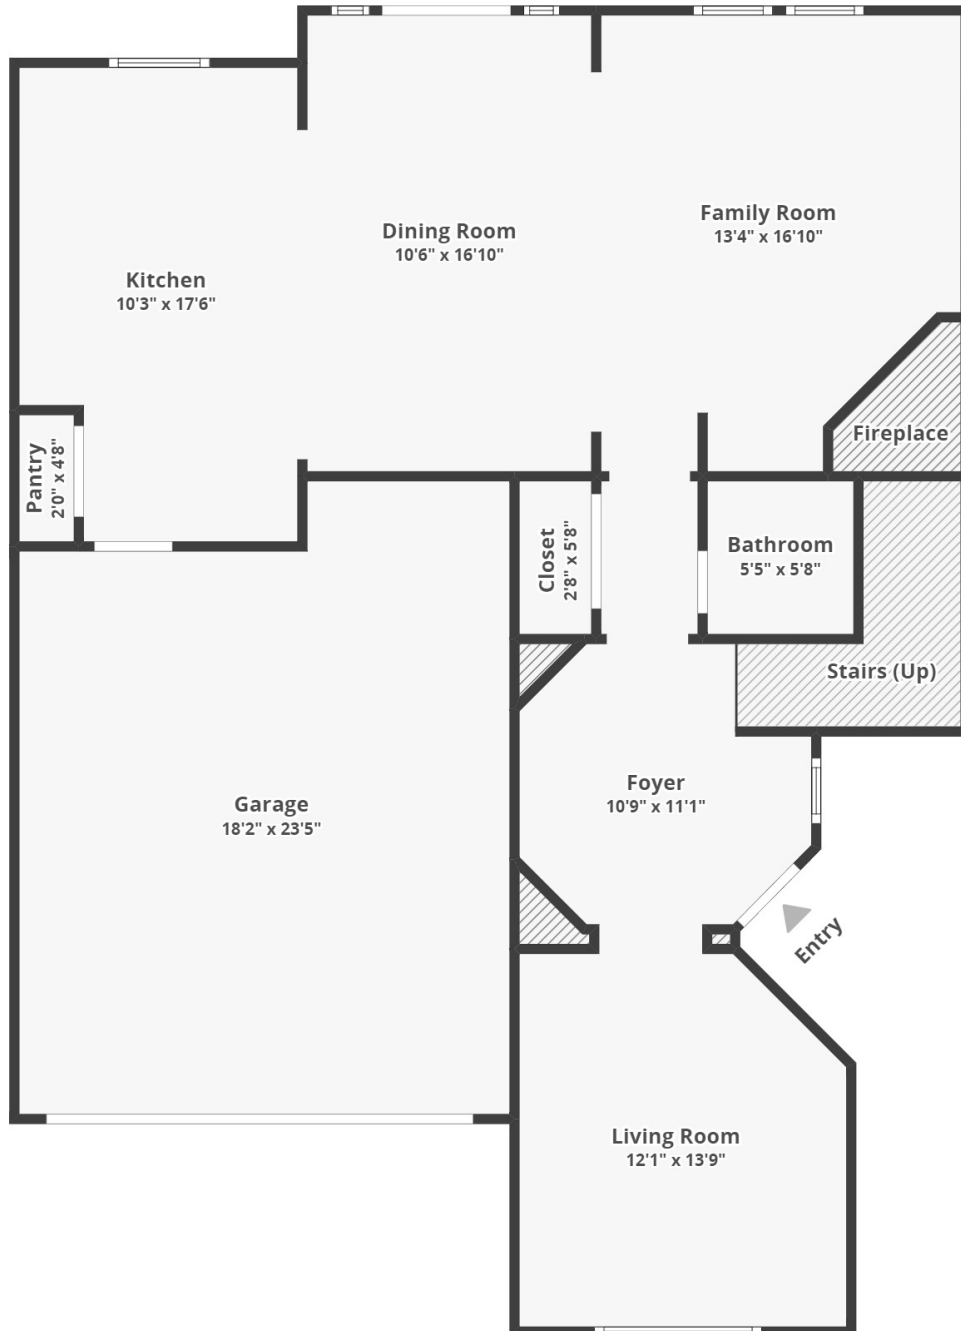 Family Room
13'4" x 16'10"
Dining Room
10'6" x 16'10"
Kitchen
10'3" x 17'6"
Fireplace
Pantry
2'0" x 4'8"
Closet
2'8" x 5'8"
Bathroom
5'5" x 5'8"
Stairs (Up)
Foyer
10'9" x 11'1"
Garage
18'2" x 23'5"
Entry
Living Room
12'1" x 13'9"